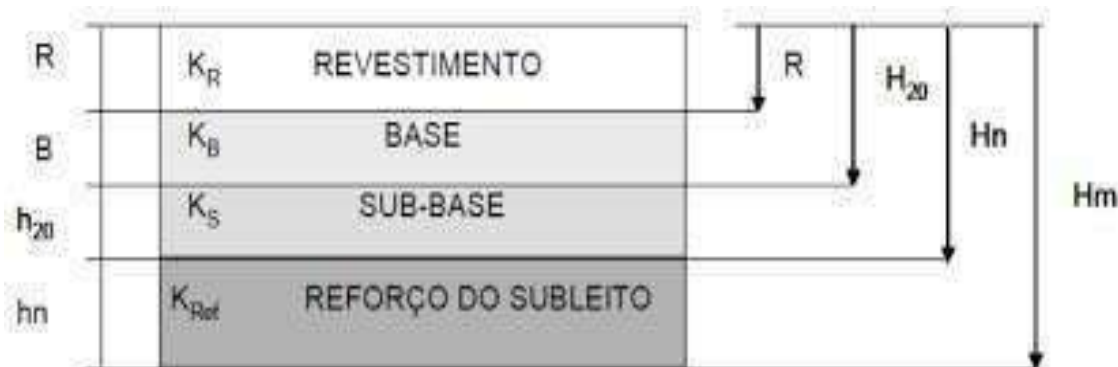 R K_R REVESTIMENTO R
H_20
B K_B BASE Hn
h_20 K_S SUB-BASE Hm
hn K_Ref REFORÇO DO SUBLEITO